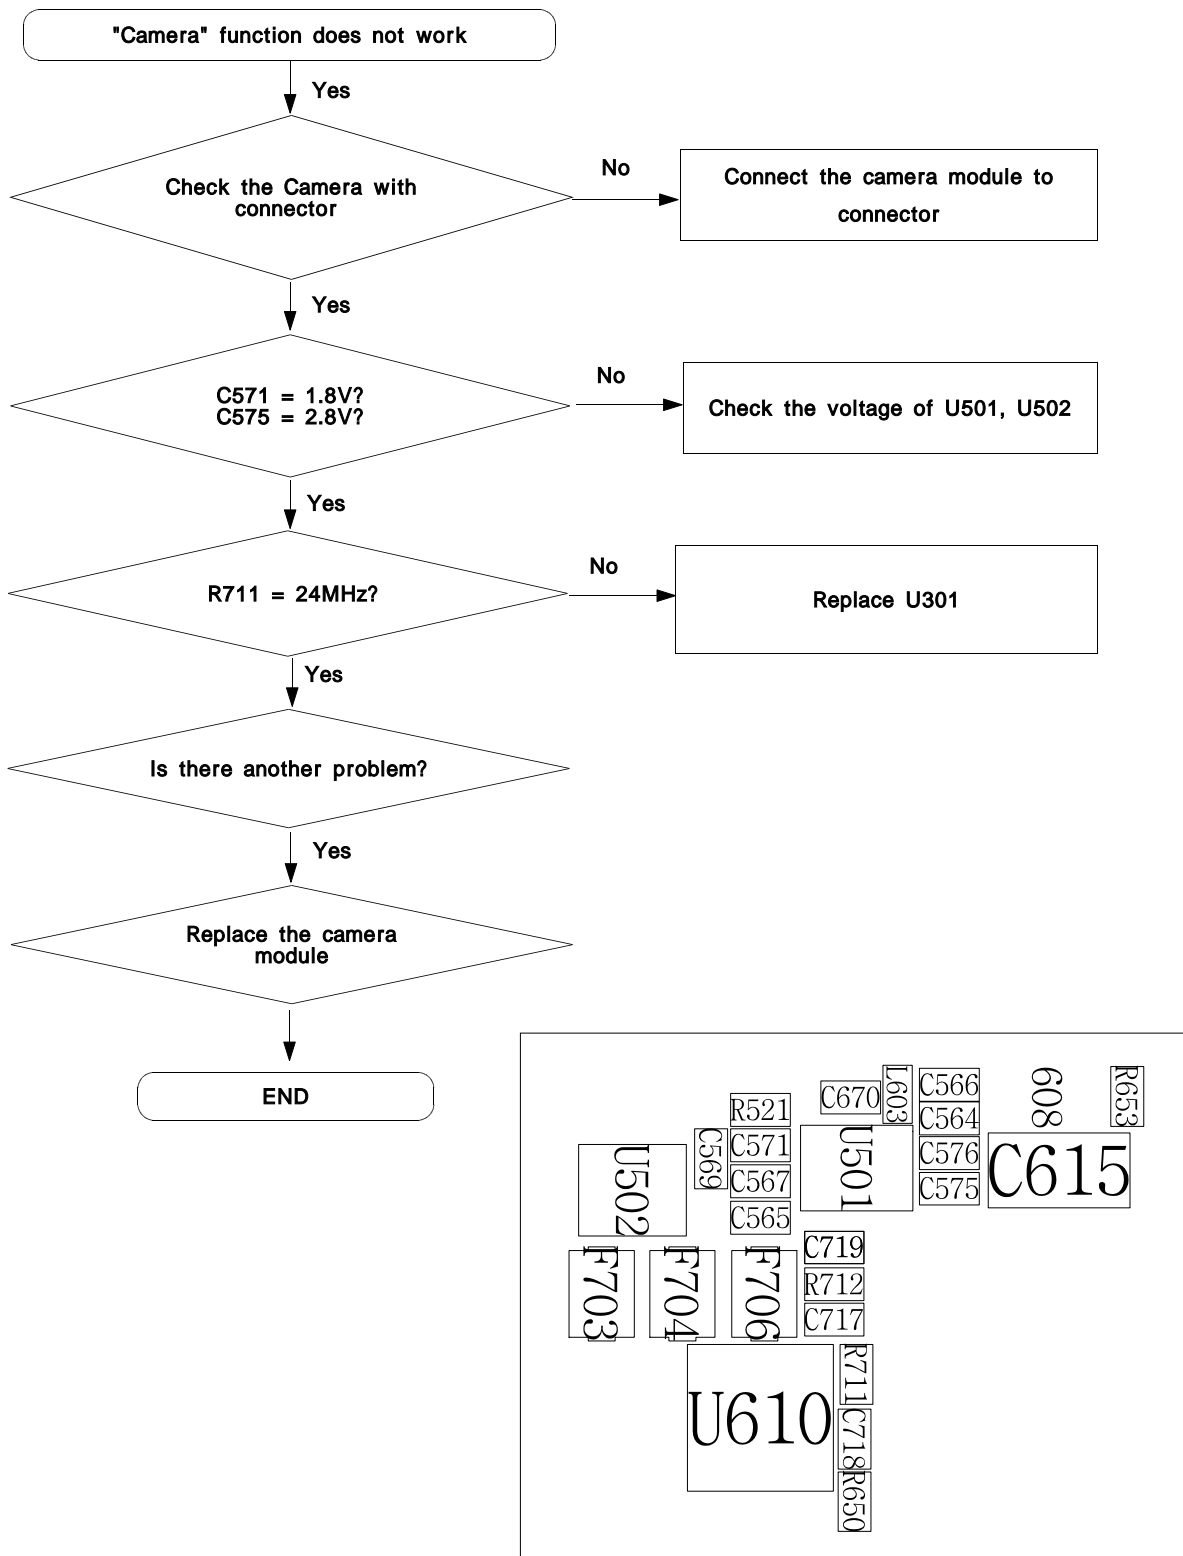 "Camera" function does not work
Yes
Check the Camera with
connector
No
Connect the camera module to
connector
Yes
C571 = 1.8V?
C575 = 2.8V?
No
Check the voltage of U501, U502
Yes
R711 = 24MHz?
No
Replace U301
Yes
Is there another problem?
Yes
Replace the camera
module
END
R521
C571
C567
C565
C569
U502
C670
L603
U501
C566
C564
C576
C575
608
R653
C615
F703
F704
F706
C719
R712
C717
U610
R711
C718
R650